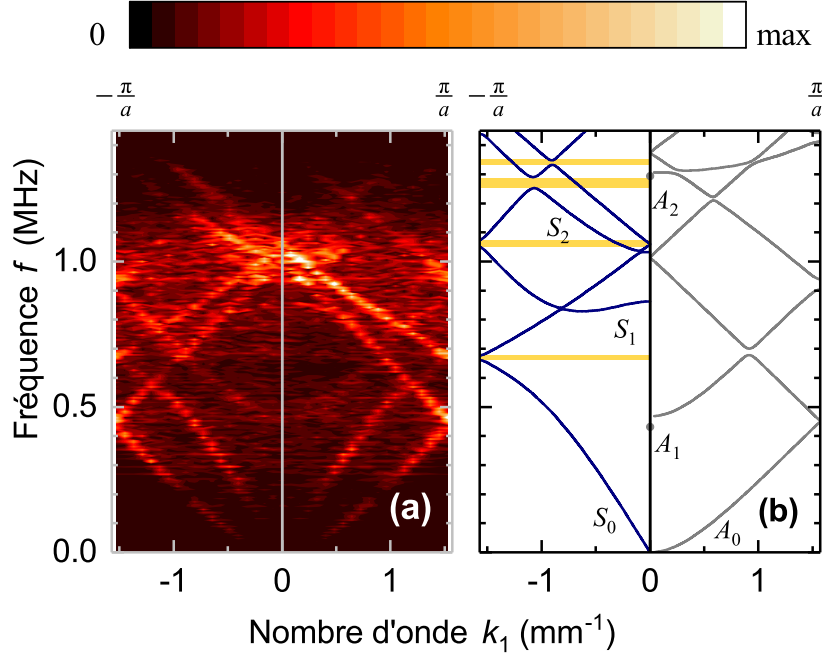 0 max
−π/a π/a −π/a π/a
Fréquence f (MHz)
1.0
0.5
0.0
(a)
S₂
S₁
S₀
A₂
A₁
A₀
(b)
-1 0 1 -1 0 1
Nombre d'onde k₁ (mm⁻¹)